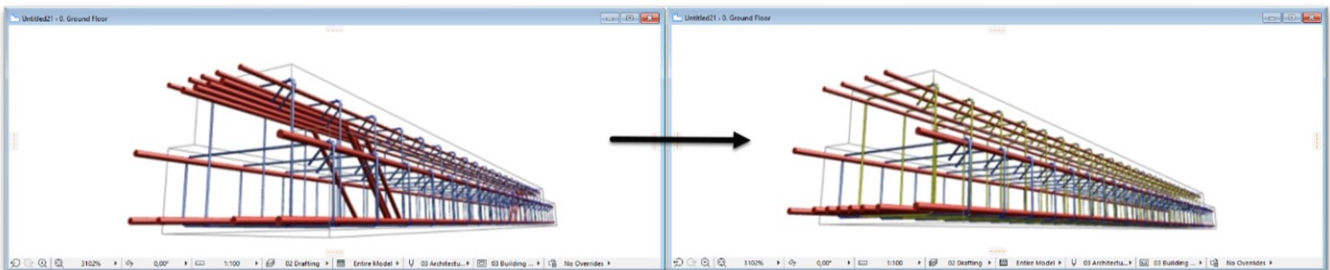 Untitled21 - 0. Ground Floor
Untitled21 - 0. Ground Floor
3102% 0,00° 1:100 02 Drafting Entire Model 03 Architectu... 03 Building ... No Overrides
3102% 0,00° 1:100 02 Drafting Entire Model 03 Architectu... 03 Building ... No Overrides